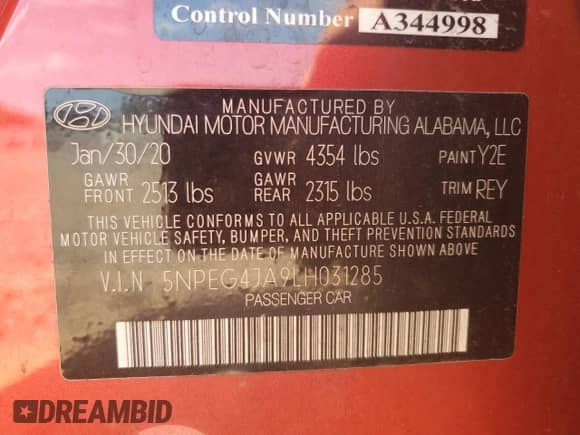 Control Number A344998
MANUFACTURED BY
HYUNDAI MOTOR MANUFACTURING ALABAMA, LLC
Jan/30/20 GVWR 4354 lbs PAINT Y2E
GAWR FRONT 2513 lbs GAWR REAR 2315 lbs TRIM REY
THIS VEHICLE CONFORMS TO ALL APPLICABLE U.S.A. FEDERAL
MOTOR VEHICLE SAFETY, BUMPER, AND THEFT PREVENTION STANDARDS
IN EFFECT ON THE DATE OF MANUFACTURE SHOWN ABOVE
V.I.N 5NPEG4JA9LH031285
PASSENGER CAR
DREAMBID